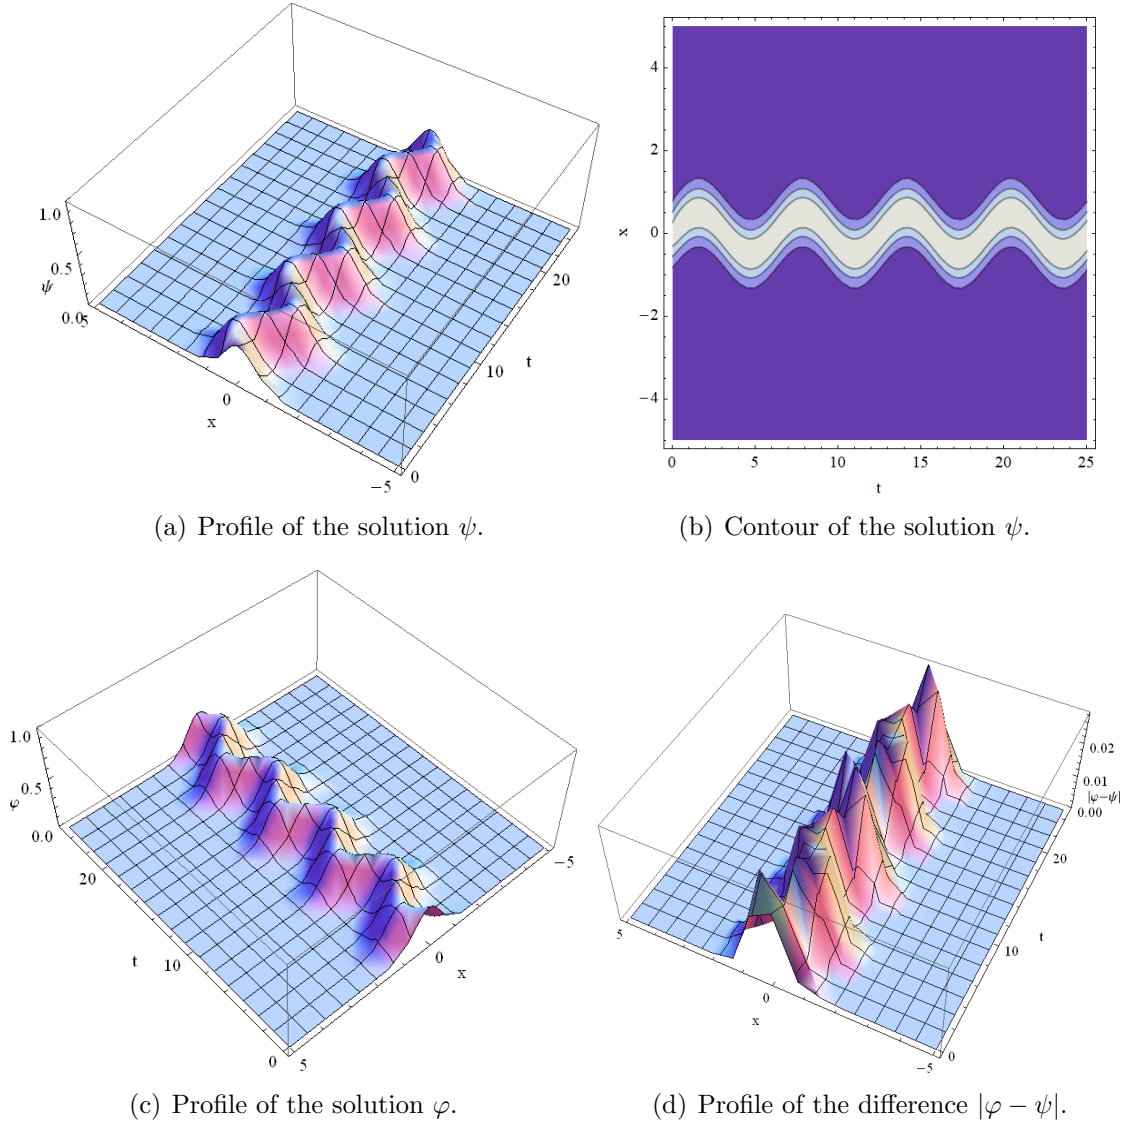 1.0
0.5
ψ
0.0
5
0
x
-5
0
10
t
20
4
2
x
0
−2
−4
0
5
10
15
20
25
t
(a) Profile of the solution ψ.
(b) Contour of the solution ψ.
1.0
0.5
φ
0.0
20
t
10
0
5
0
x
-5
0.02
0.01
|φ-ψ|
0.00
20
t
10
0
-5
0
x
5
(c) Profile of the solution φ.
(d) Profile of the difference |φ − ψ|.